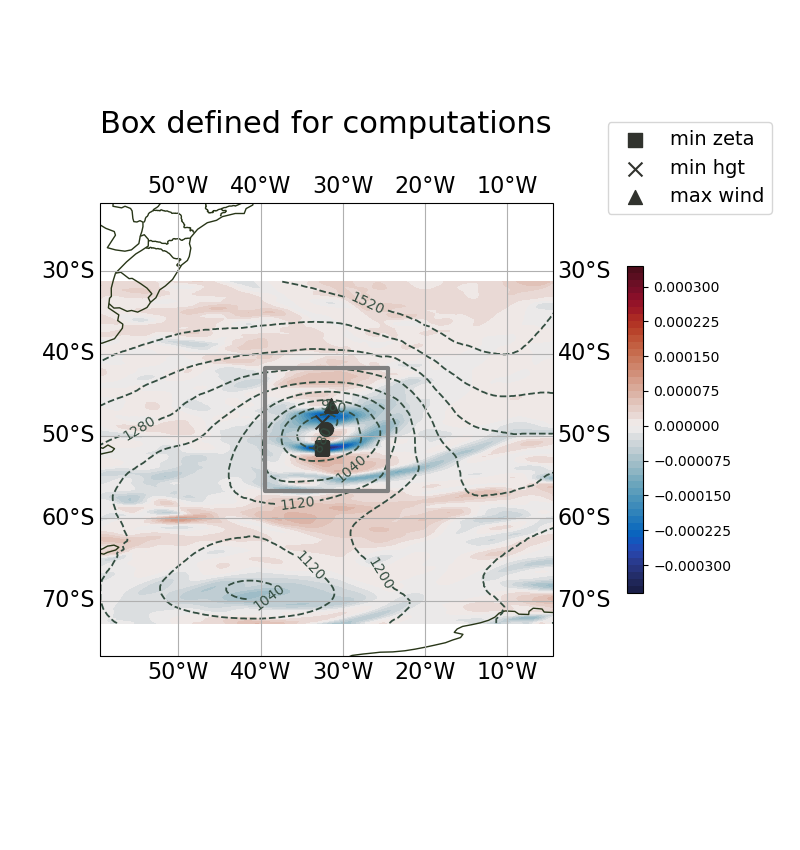 Box defined for computations
min zeta
min hgt
max wind
50°W 40°W 30°W 20°W 10°W
30°S 30°S
40°S 40°S
50°S 50°S
60°S 60°S
70°S 70°S
50°W 40°W 30°W 20°W 10°W
1520
1280
1040
1120
1120
1200
1040
0.000300
0.000225
0.000150
0.000075
0.000000
−0.000075
−0.000150
−0.000225
−0.000300